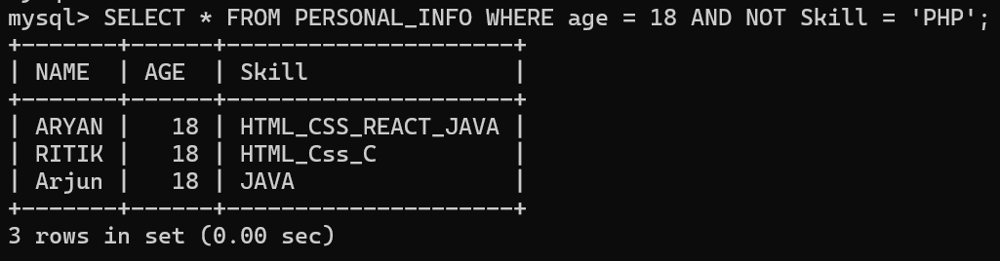 mysql> SELECT * FROM PERSONAL_INFO WHERE age = 18 AND NOT Skill = 'PHP';
+-------+------+---------------------+
| NAME  | AGE  | Skill               |
+-------+------+---------------------+
| ARYAN |   18 | HTML_CSS_REACT_JAVA |
| RITIK |   18 | HTML_Css_C          |
| Arjun |   18 | JAVA                |
+-------+------+---------------------+
3 rows in set (0.00 sec)